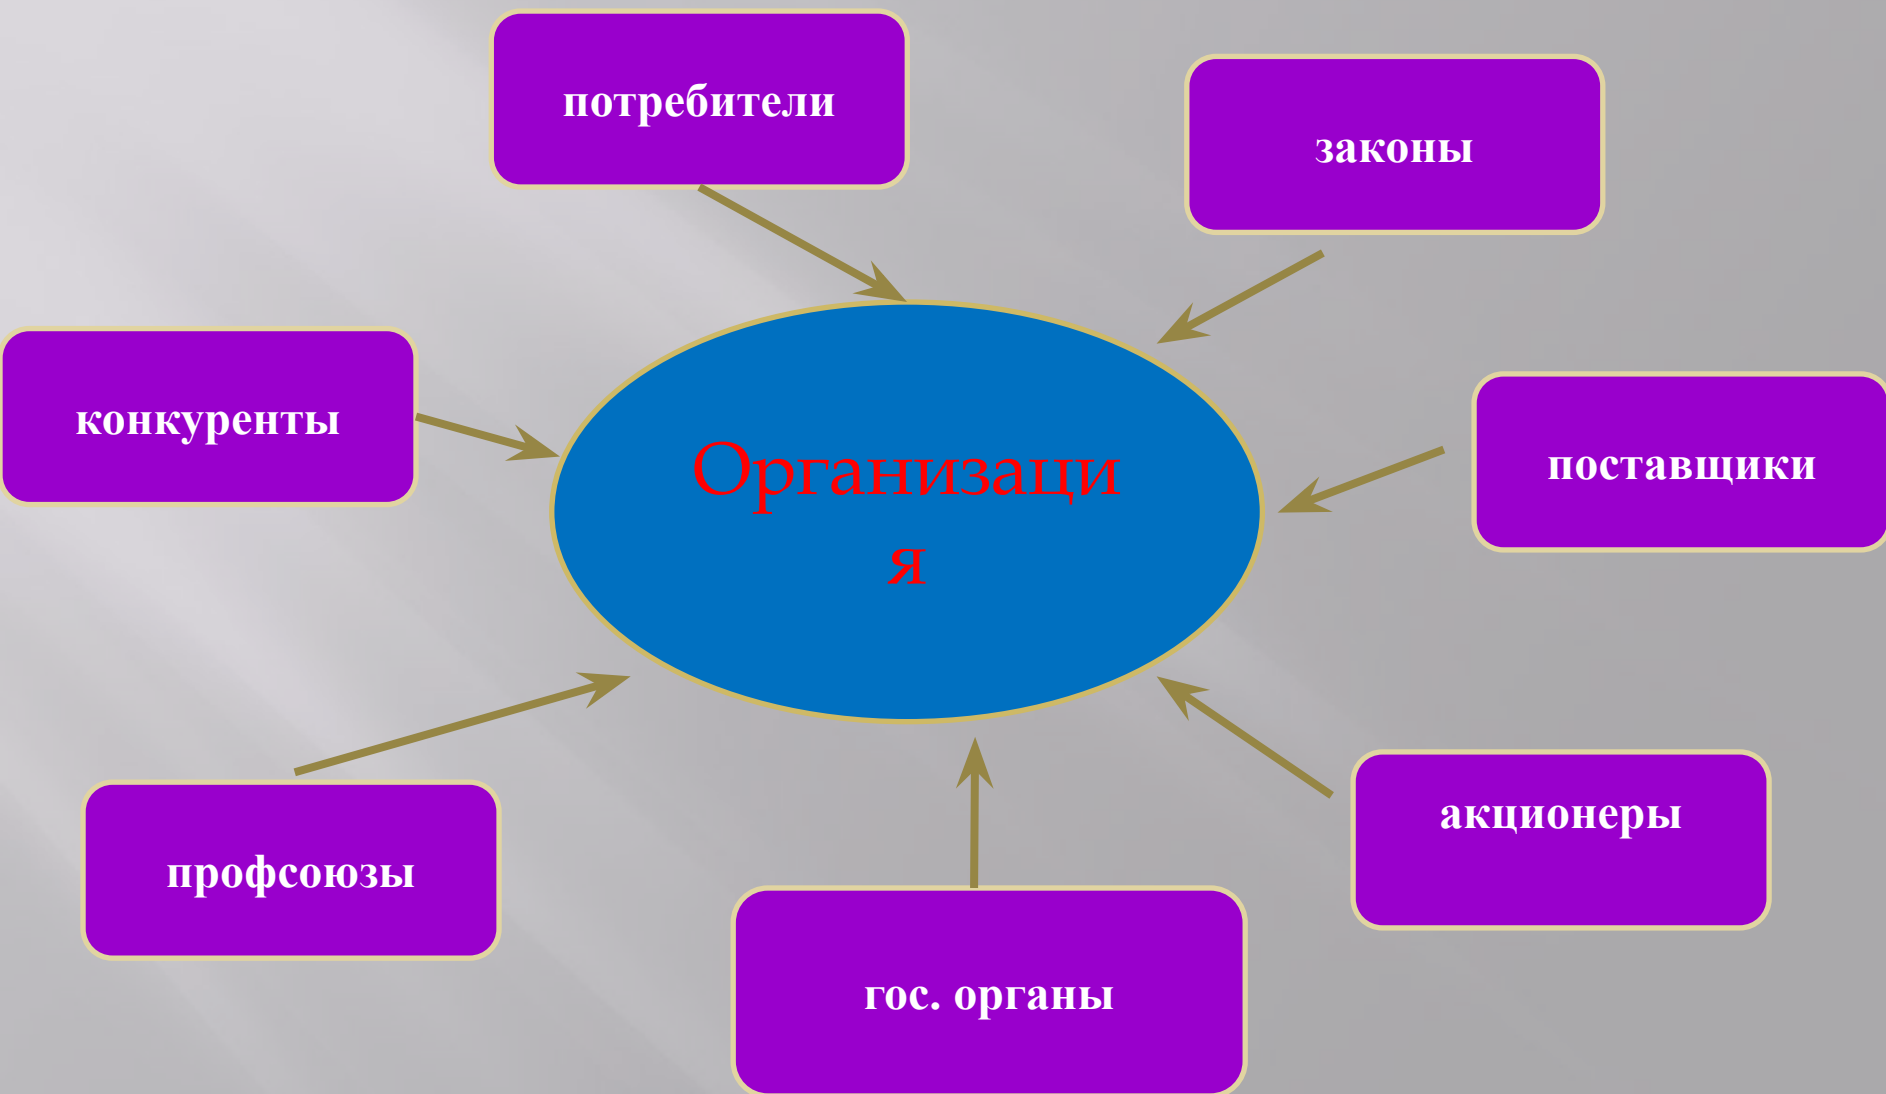 потребители
законы
конкуренты
Организаци
я
поставщики
профсоюзы
акционеры
гос. органы